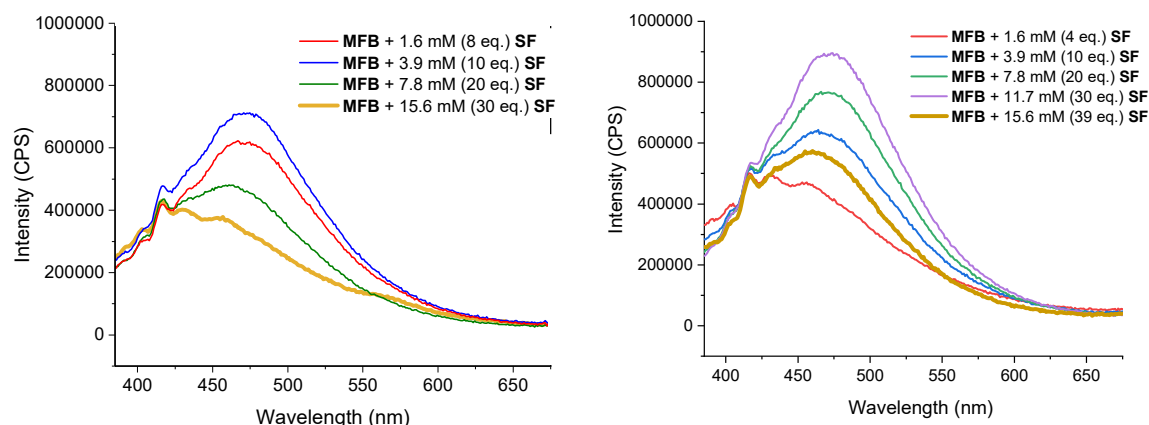 1000000
800000
600000
400000
200000
0
400 450 500 550 600 650
Intensity (CPS)
Wavelength (nm)
MFB + 1.6 mM (8 eq.) SF
MFB + 3.9 mM (10 eq.) SF
MFB + 7.8 mM (20 eq.) SF
MFB + 15.6 mM (30 eq.) SF
1000000
800000
600000
400000
200000
0
400 450 500 550 600 650
Intensity (CPS)
Wavelength (nm)
MFB + 1.6 mM (4 eq.) SF
MFB + 3.9 mM (10 eq.) SF
MFB + 7.8 mM (20 eq.) SF
MFB + 11.7 mM (30 eq.) SF
MFB + 15.6 mM (39 eq.) SF